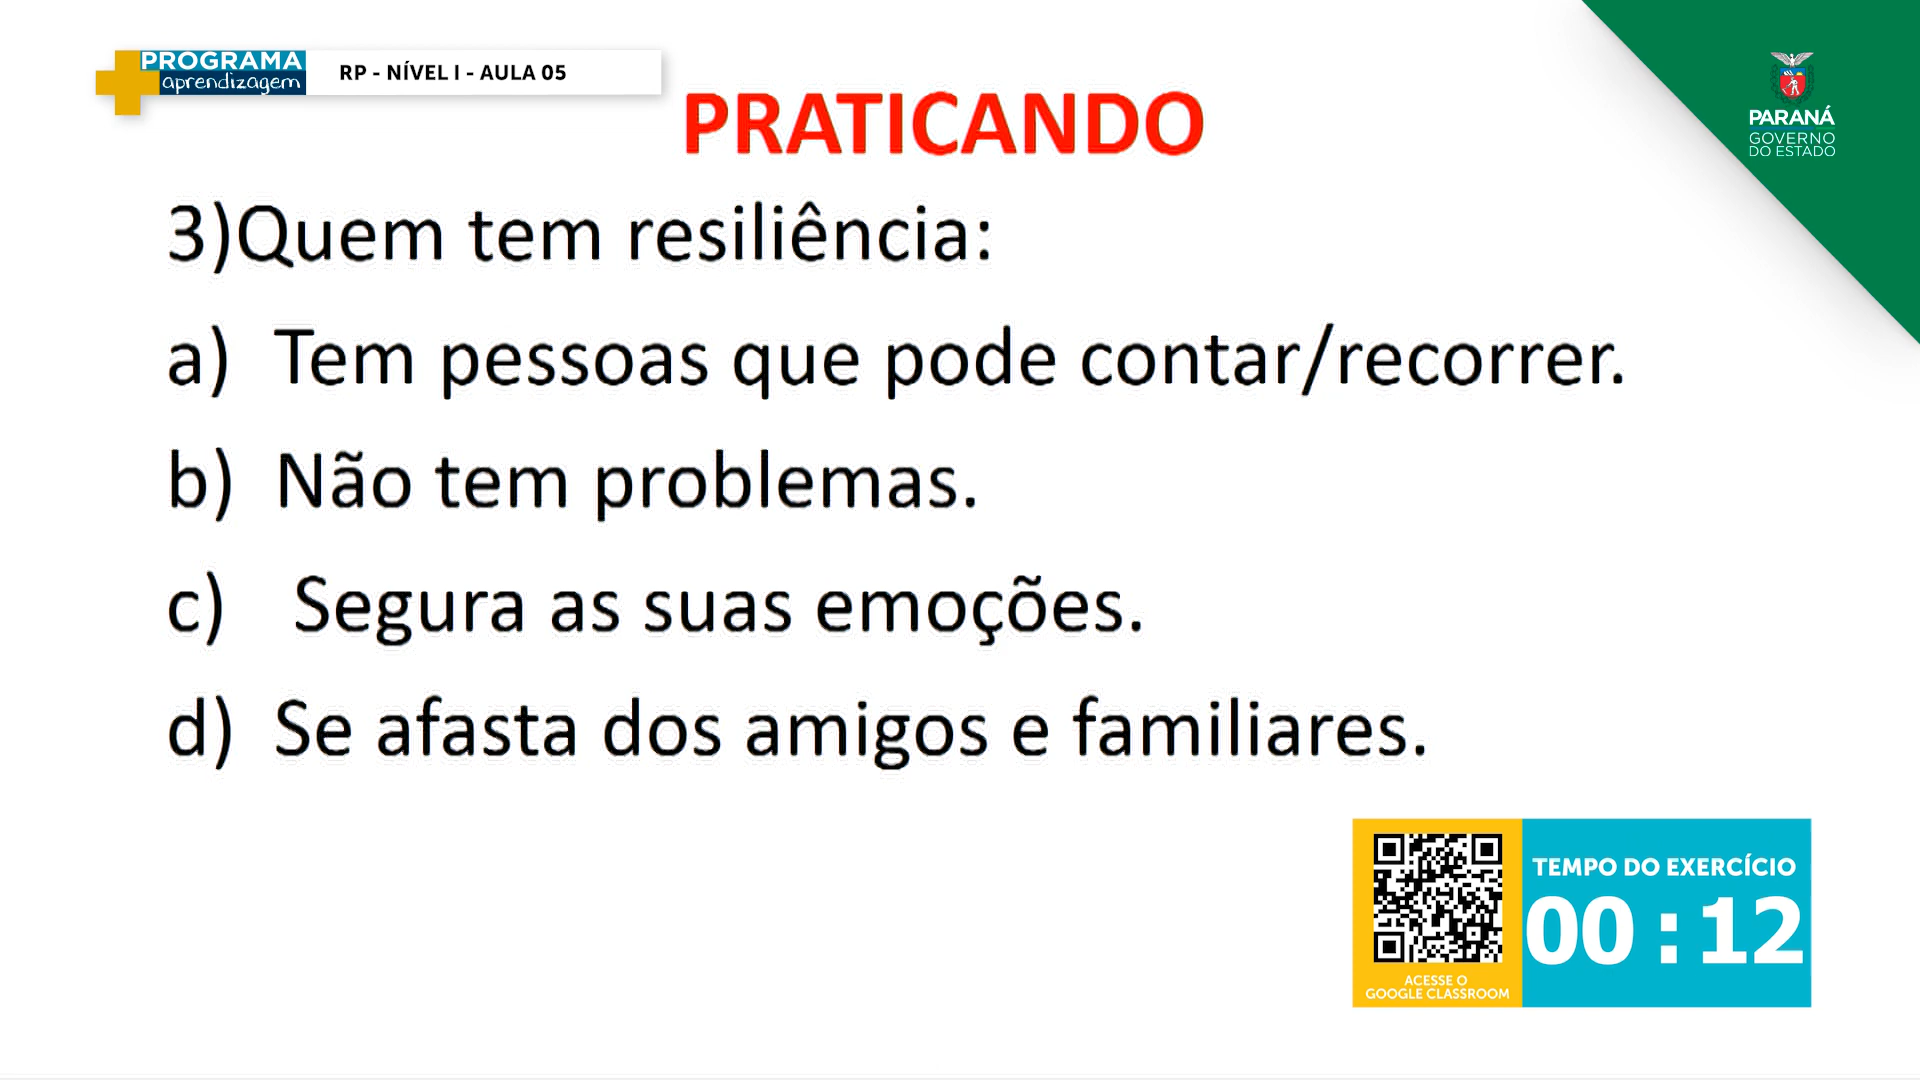 PROGRAMA
aprendizagem
RP - NÍVEL I - AULA 05
PARANÁ
GOVERNO
DO ESTADO
PRATICANDO
3)Quem tem resiliência:
a) Tem pessoas que pode contar/recorrer.
b) Não tem problemas.
c) Segura as suas emoções.
d) Se afasta dos amigos e familiares.
ACESSE O
GOOGLE CLASSROOM
TEMPO DO EXERCÍCIO
00 : 12